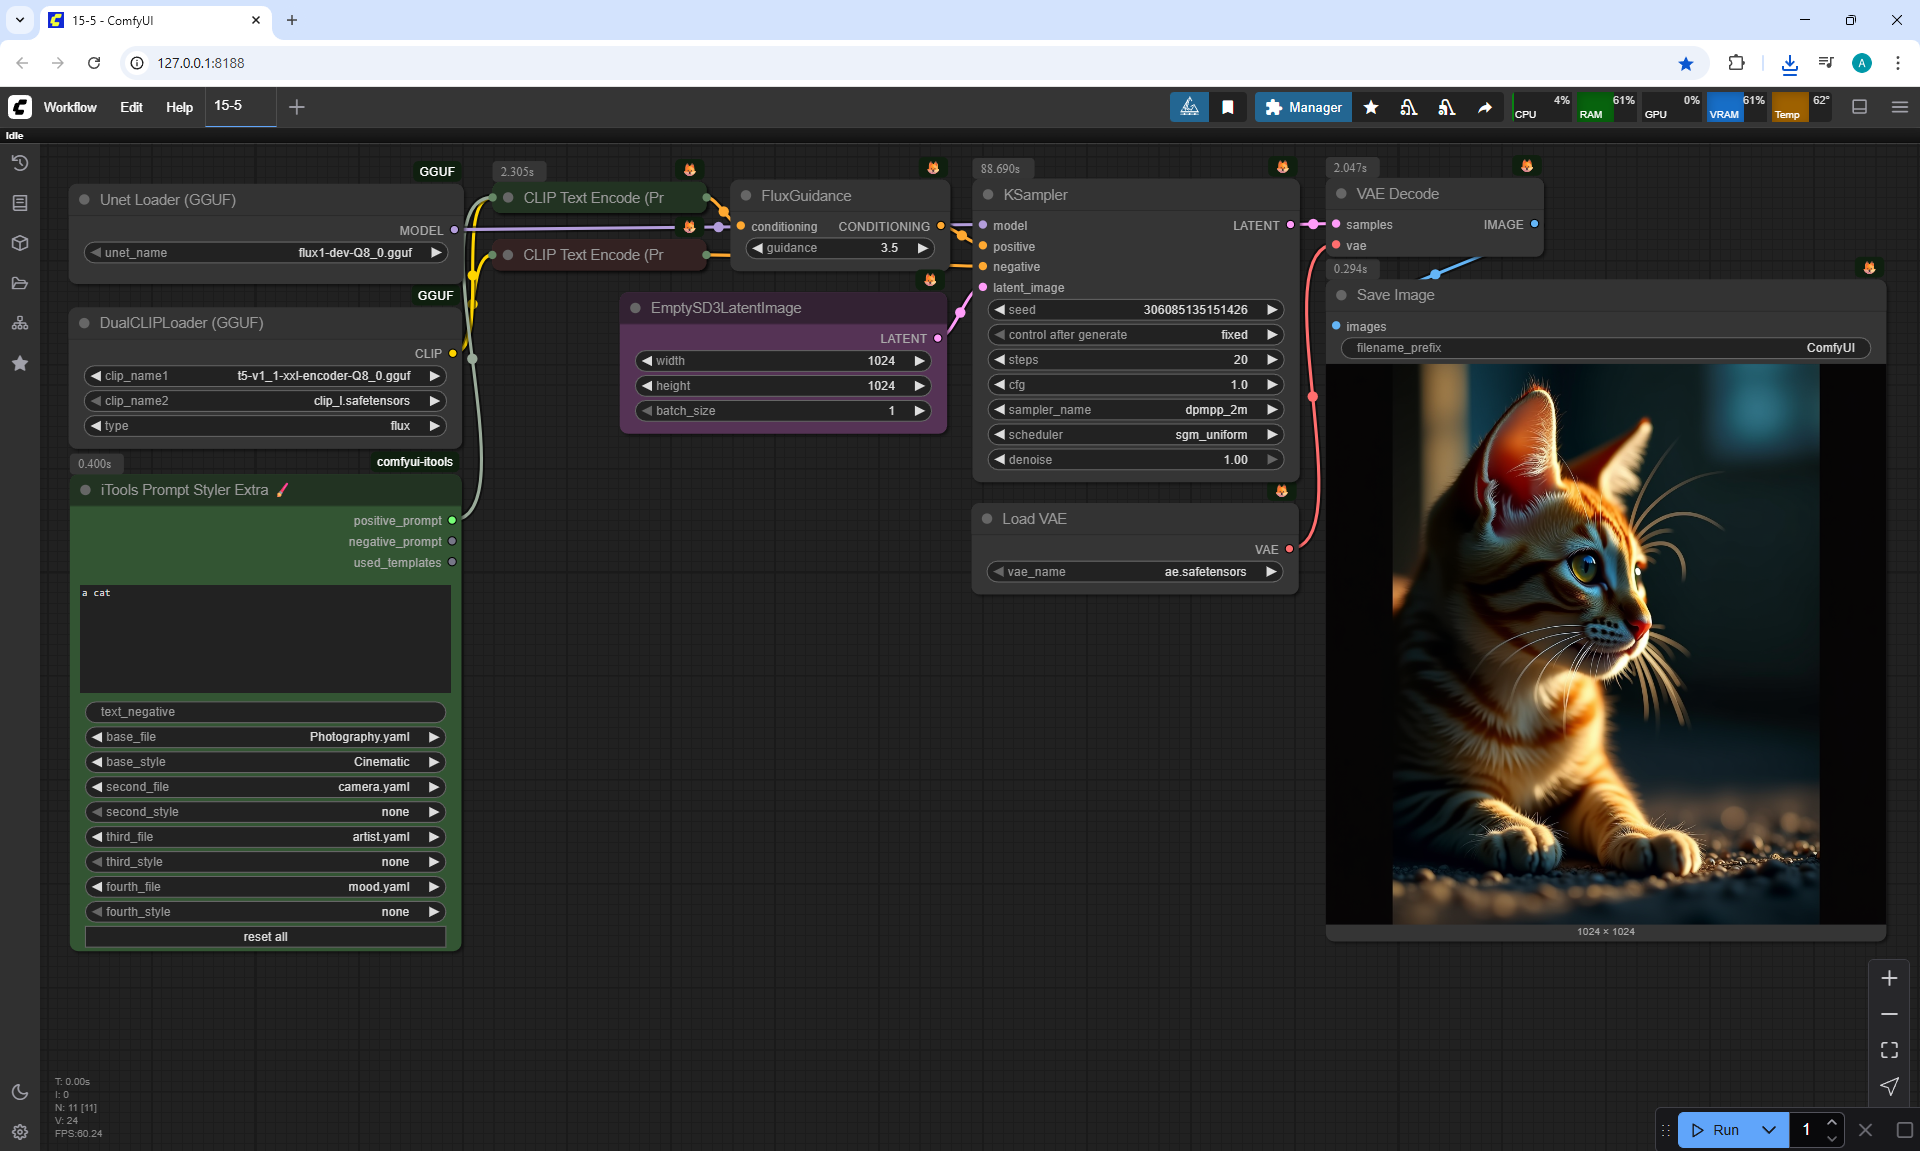 15-5 - ComfyUI
127.0.0.1:8188
Workflow
Edit
Help
15-5
Manager
CPU 4%
RAM 61%
GPU 0%
VRAM 61%
Temp 62°
Idle
GGUF
Unet Loader (GGUF)
MODEL
unet_name flux1-dev-Q8_0.gguf
GGUF
DualCLIPLoader (GGUF)
CLIP
clip_name1 t5-v1_1-xxl-encoder-Q8_0.gguf
clip_name2 clip_l.safetensors
type flux
0.400s
comfyui-itools
iTools Prompt Styler Extra
positive_prompt
negative_prompt
used_templates
a cat
text_negative
base_file Photography.yaml
base_style Cinematic
second_file camera.yaml
second_style none
third_file artist.yaml
third_style none
fourth_file mood.yaml
fourth_style none
reset all
2.305s
CLIP Text Encode (Pr
CLIP Text Encode (Pr
FluxGuidance
conditioning CONDITIONING
guidance 3.5
EmptySD3LatentImage
LATENT
width 1024
height 1024
batch_size 1
88.690s
KSampler
model LATENT
positive
negative
latent_image
seed 306085135151426
control after generate fixed
steps 20
cfg 1.0
sampler_name dpmpp_2m
scheduler sgm_uniform
denoise 1.00
Load VAE
VAE
vae_name ae.safetensors
2.047s
VAE Decode
samples IMAGE
vae
0.294s
Save Image
images
filename_prefix ComfyUI
1024 × 1024
T: 0.00s
I: 0
N: 11 [11]
V: 24
FPS:60.24
Run
1
A